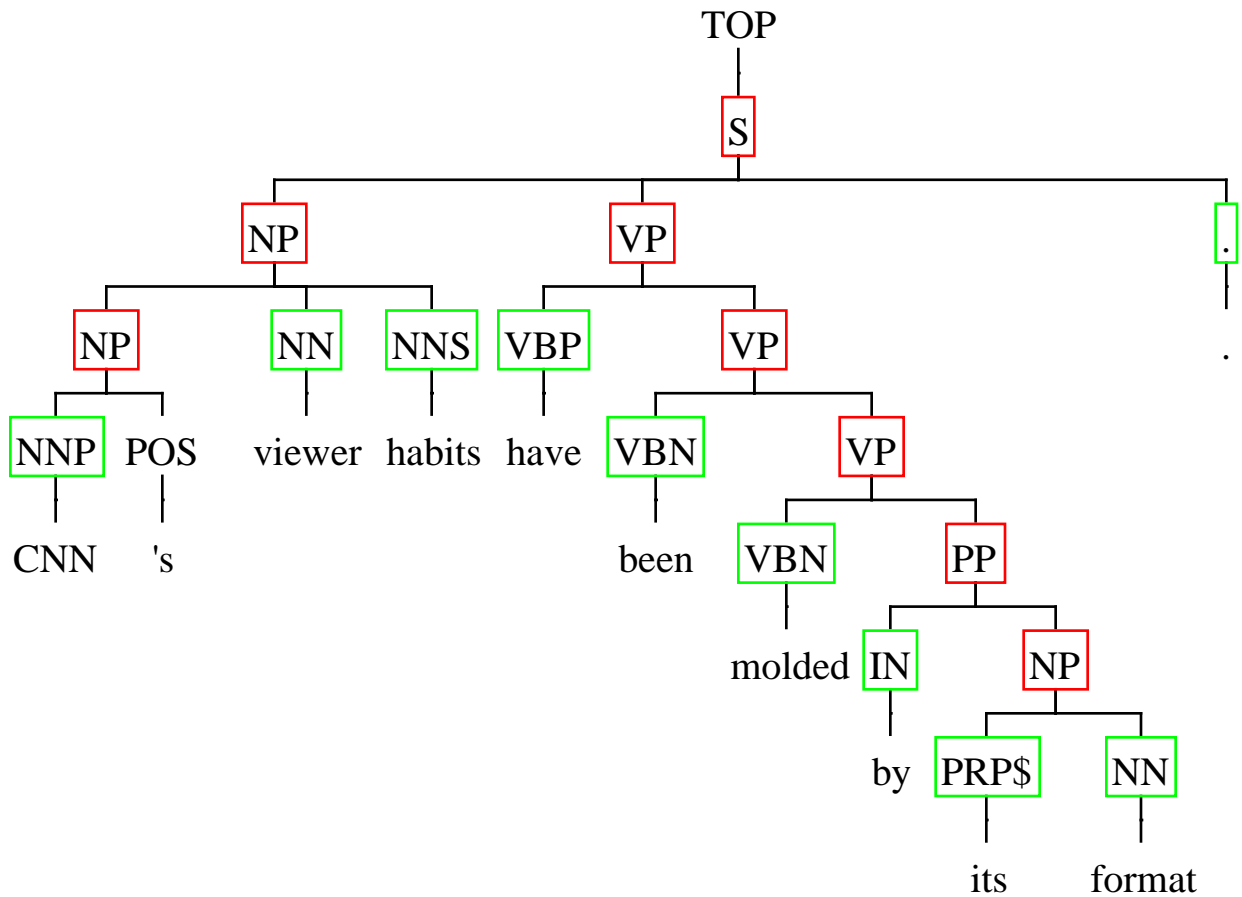 TOP
S
NP VP .
NP NN NNS VBP VP .
NNP POS viewer habits have VBN VP
CNN 's been VBN PP
molded IN NP
by PRP$ NN
its format